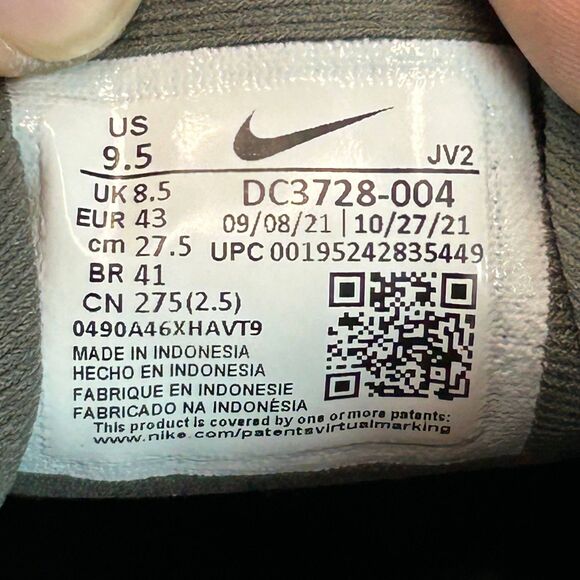 US
9.5
JV2
UK 8.5
DC3728-004
EUR 43
09/08/21 | 10/27/21
cm 27.5
UPC 00195242835449
BR 41
CN 275(2.5)
0490A46XHAVT9
MADE IN INDONESIA
HECHO EN INDONESIA
FABRIQUE EN INDONESIE
FABRICADO NA INDONÉSIA
This product is covered by one or more patents:
www.nike.com/patentsvirtualmarking